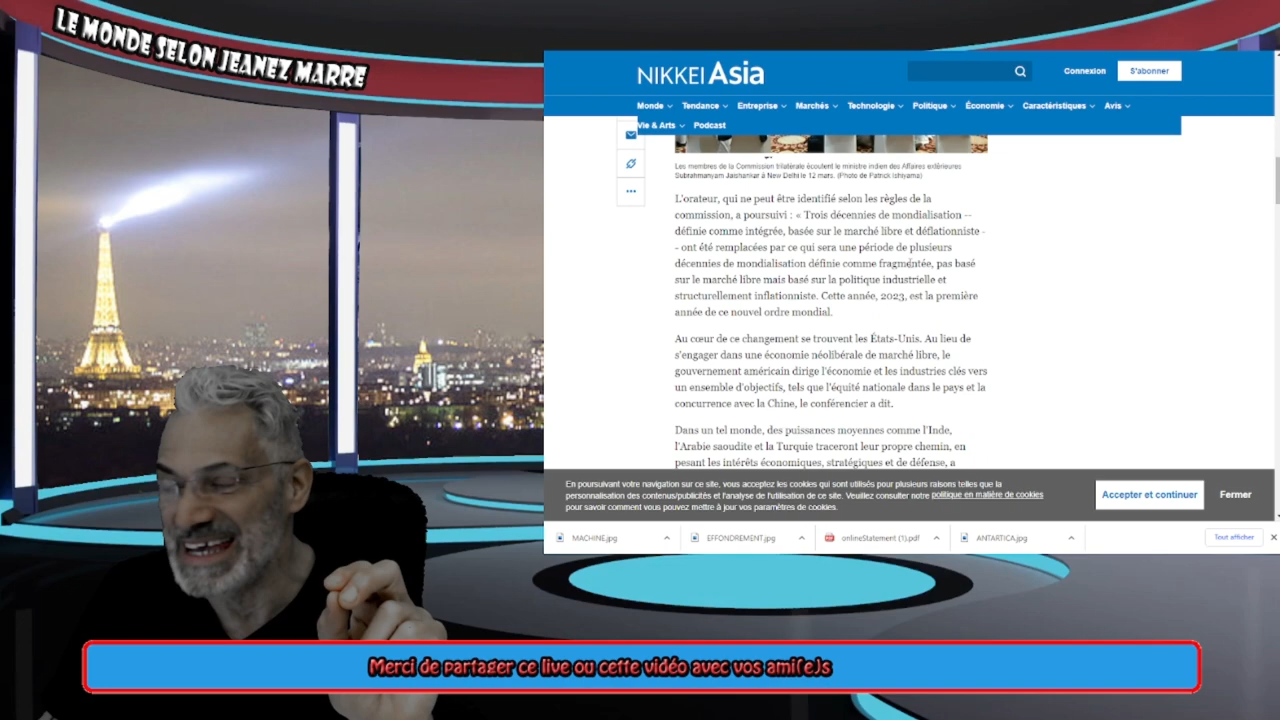 LE MONDE SELON JEANEZ MARRE
NIKKEI Asia
Connexion
S'abonner
Monde Tendance Entreprise Marchés Technologie Politique Économie Caractéristiques Avis
Vie & Arts Podcast
Les membres de la Commission trilatérale écoutent le ministre indien des Affaires extérieures
Subrahmanyam Jaishankar à New Delhi le 12 mars. (Photo de Patrick Ishiyama)
L'orateur, qui ne peut être identifié selon les règles de la
commission, a poursuivi : « Trois décennies de mondialisation --
définie comme intégrée, basée sur le marché libre et déflationniste -
- ont été remplacées par ce qui sera une période de plusieurs
décennies de mondialisation définie comme fragmentée, pas basé
sur le marché libre mais basé sur la politique industrielle et
structurellement inflationniste. Cette année, 2023, est la première
année de ce nouvel ordre mondial.
Au cœur de ce changement se trouvent les États-Unis. Au lieu de
s'engager dans une économie néolibérale de marché libre, le
gouvernement américain dirige l'économie et les industries clés vers
un ensemble d'objectifs, tels que l'équité nationale dans le pays et la
concurrence avec la Chine, le conférencier a dit.
Dans un tel monde, des puissances moyennes comme l'Inde,
l'Arabie saoudite et la Turquie traceront leur propre chemin, en
pesant les intérêts économiques, stratégiques et de défense, a
En poursuivant votre navigation sur ce site, vous acceptez les cookies qui sont utilisés pour plusieurs raisons telles que la
personnalisation des contenus/publicités et l'analyse de l'utilisation de ce site. Veuillez consulter notre politique en matière de cookies
pour savoir comment vous pouvez mettre à jour vos paramètres de cookies.
Accepter et continuer
Fermer
MACHINE.jpg
EFFONDREMENT.jpg
onlineStatement (1).pdf
ANTARTICA.jpg
Tout afficher
Merci de partager ce live ou cette vidéo avec vos ami(e)s